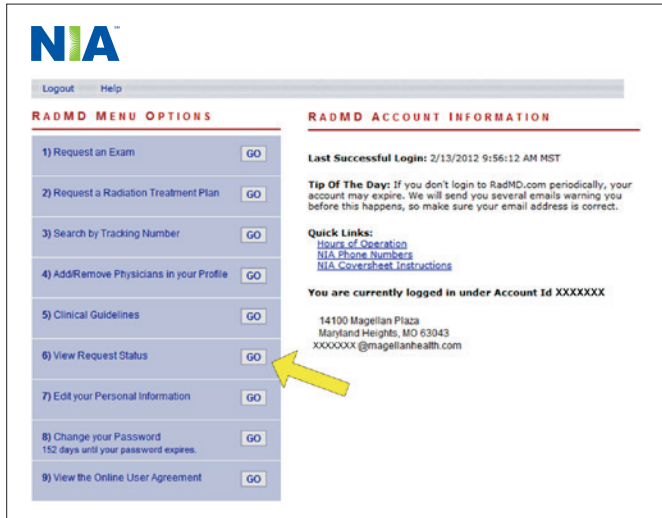 NIA
Logout Help
RADMD MENU OPTIONS
1) Request an Exam GO
2) Request a Radiation Treatment Plan GO
3) Search by Tracking Number GO
4) Add/Remove Physicians in your Profile GO
5) Clinical Guidelines GO
6) View Request Status GO
7) Edit your Personal Information GO
8) Change your Password GO
152 days until your password expires.
9) View the Online User Agreement GO
RADMD ACCOUNT INFORMATION
Last Successful Login: 2/13/2012 9:56:12 AM MST
Tip Of The Day: If you don't login to RadMD.com periodically, your
account may expire. We will send you several emails warning you
before this happens, so make sure your email address is correct.
Quick Links:
Hours of Operation
NIA Phone Numbers
NIA Coversheet Instructions
You are currently logged in under Account Id XXXXXXX
14100 Magellan Plaza
Maryland Heights, MO 63043
XXXXXXX @magellanhealth.com